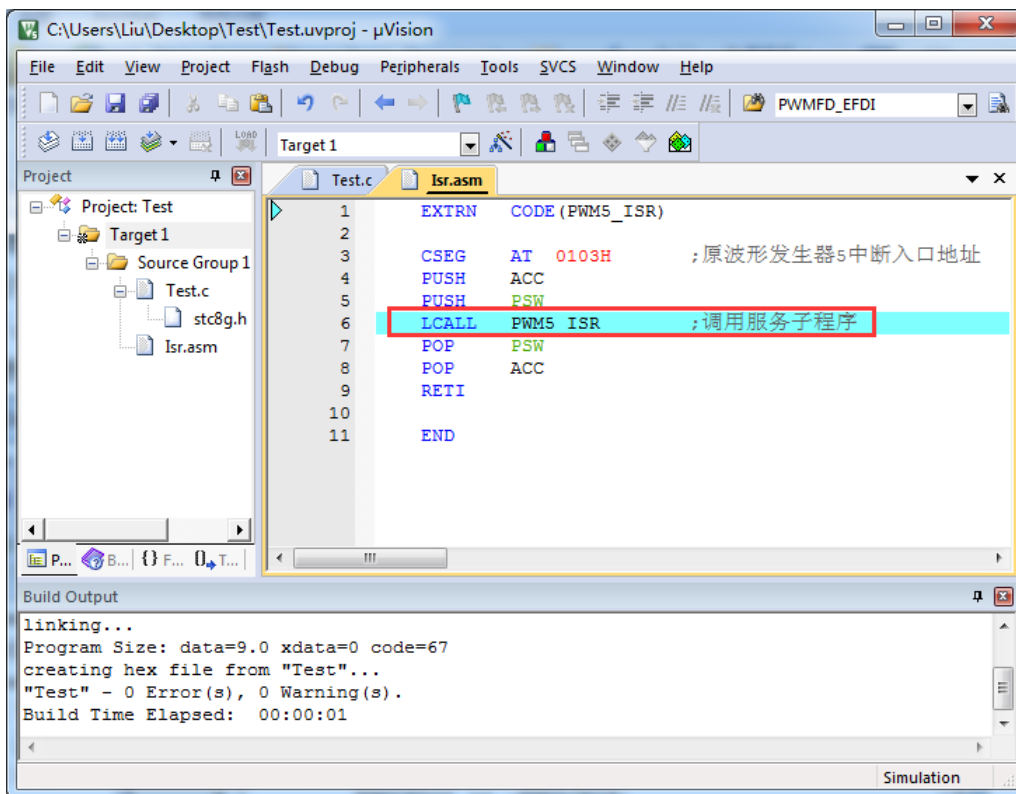 C:\Users\Liu\Desktop\Test\Test.uvproj - µVision
File Edit View Project Flash Debug Peripherals Tools SVCS Window Help
PWMFD_EFDI
LOAD Target 1
Project
Test.c Isr.asm
Project: Test
Target 1
Source Group 1
Test.c
stc8g.h
Isr.asm
1 EXTRN CODE(PWM5_ISR)
2
3 CSEG AT 0103H ;原波形发生器5中断入口地址
4 PUSH ACC
5 PUSH PSW
6 LCALL PWM5_ISR ;调用服务子程序
7 POP PSW
8 POP ACC
9 RETI
10
11 END
P... B... {} F... T...
Build Output
linking...
Program Size: data=9.0 xdata=0 code=67
creating hex file from "Test"...
"Test" - 0 Error(s), 0 Warning(s).
Build Time Elapsed: 00:00:01
Simulation